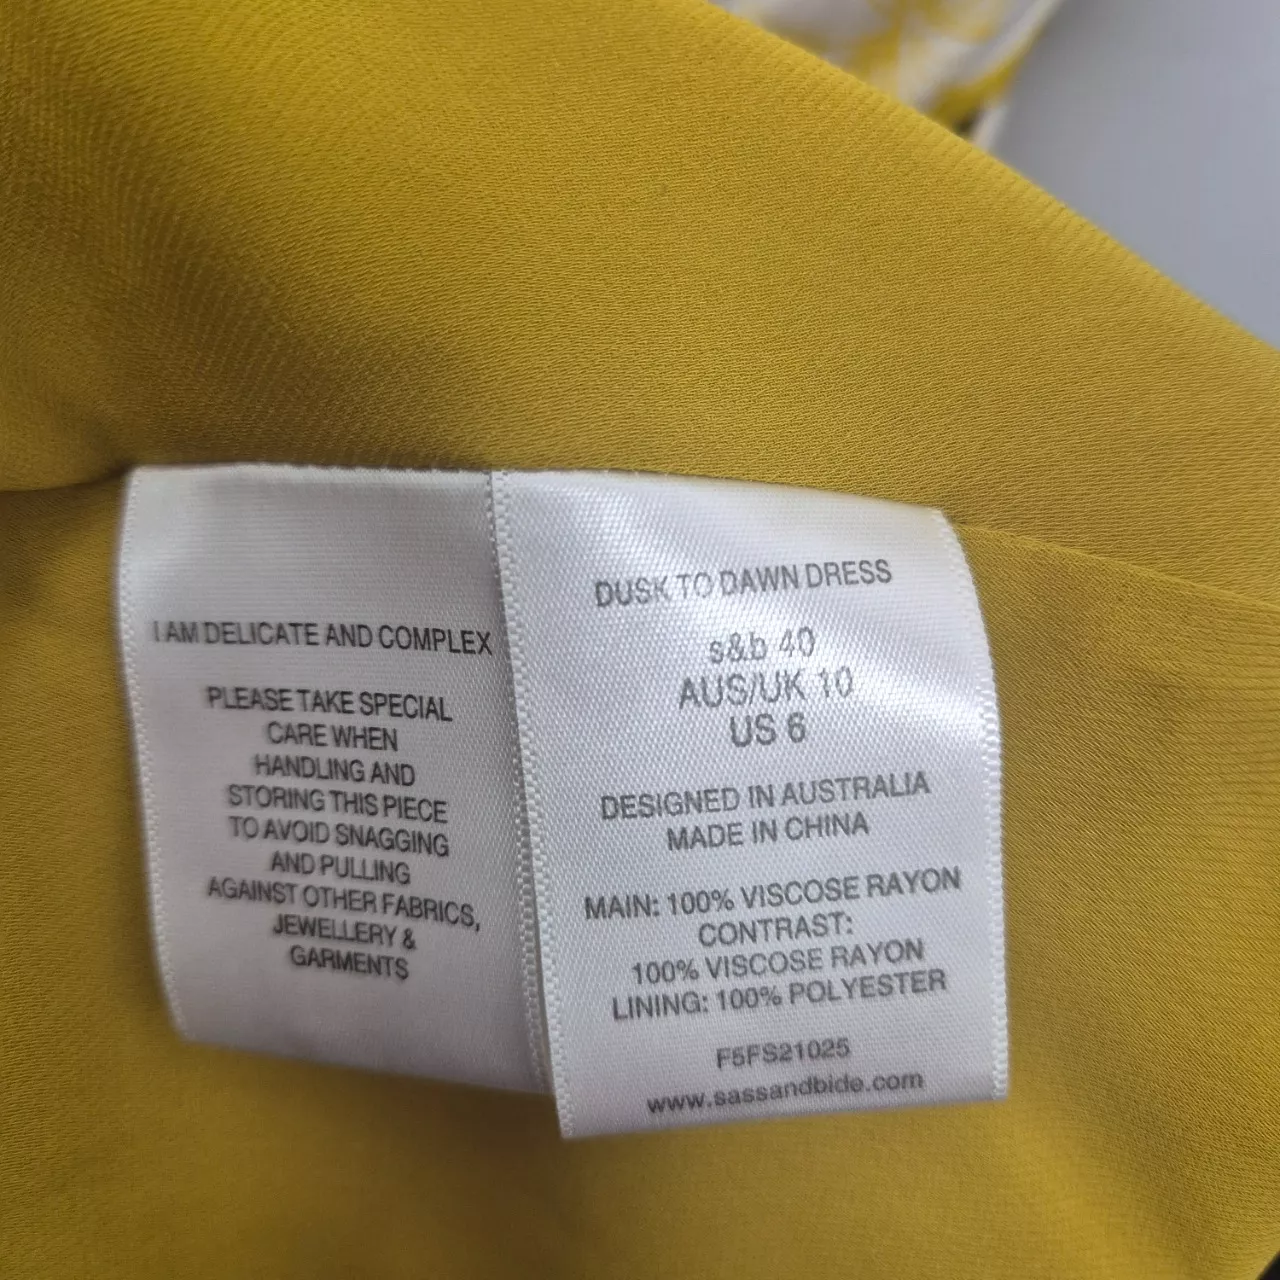 I AM DELICATE AND COMPLEX
PLEASE TAKE SPECIAL
CARE WHEN
HANDLING AND
STORING THIS PIECE
TO AVOID SNAGGING
AND PULLING
AGAINST OTHER FABRICS,
JEWELLERY &
GARMENTS
DUSK TO DAWN DRESS
s&b 40
AUS/UK 10
US 6
DESIGNED IN AUSTRALIA
MADE IN CHINA
MAIN: 100% VISCOSE RAYON
CONTRAST:
100% VISCOSE RAYON
LINING: 100% POLYESTER
F5FS21025
www.sassandbide.com